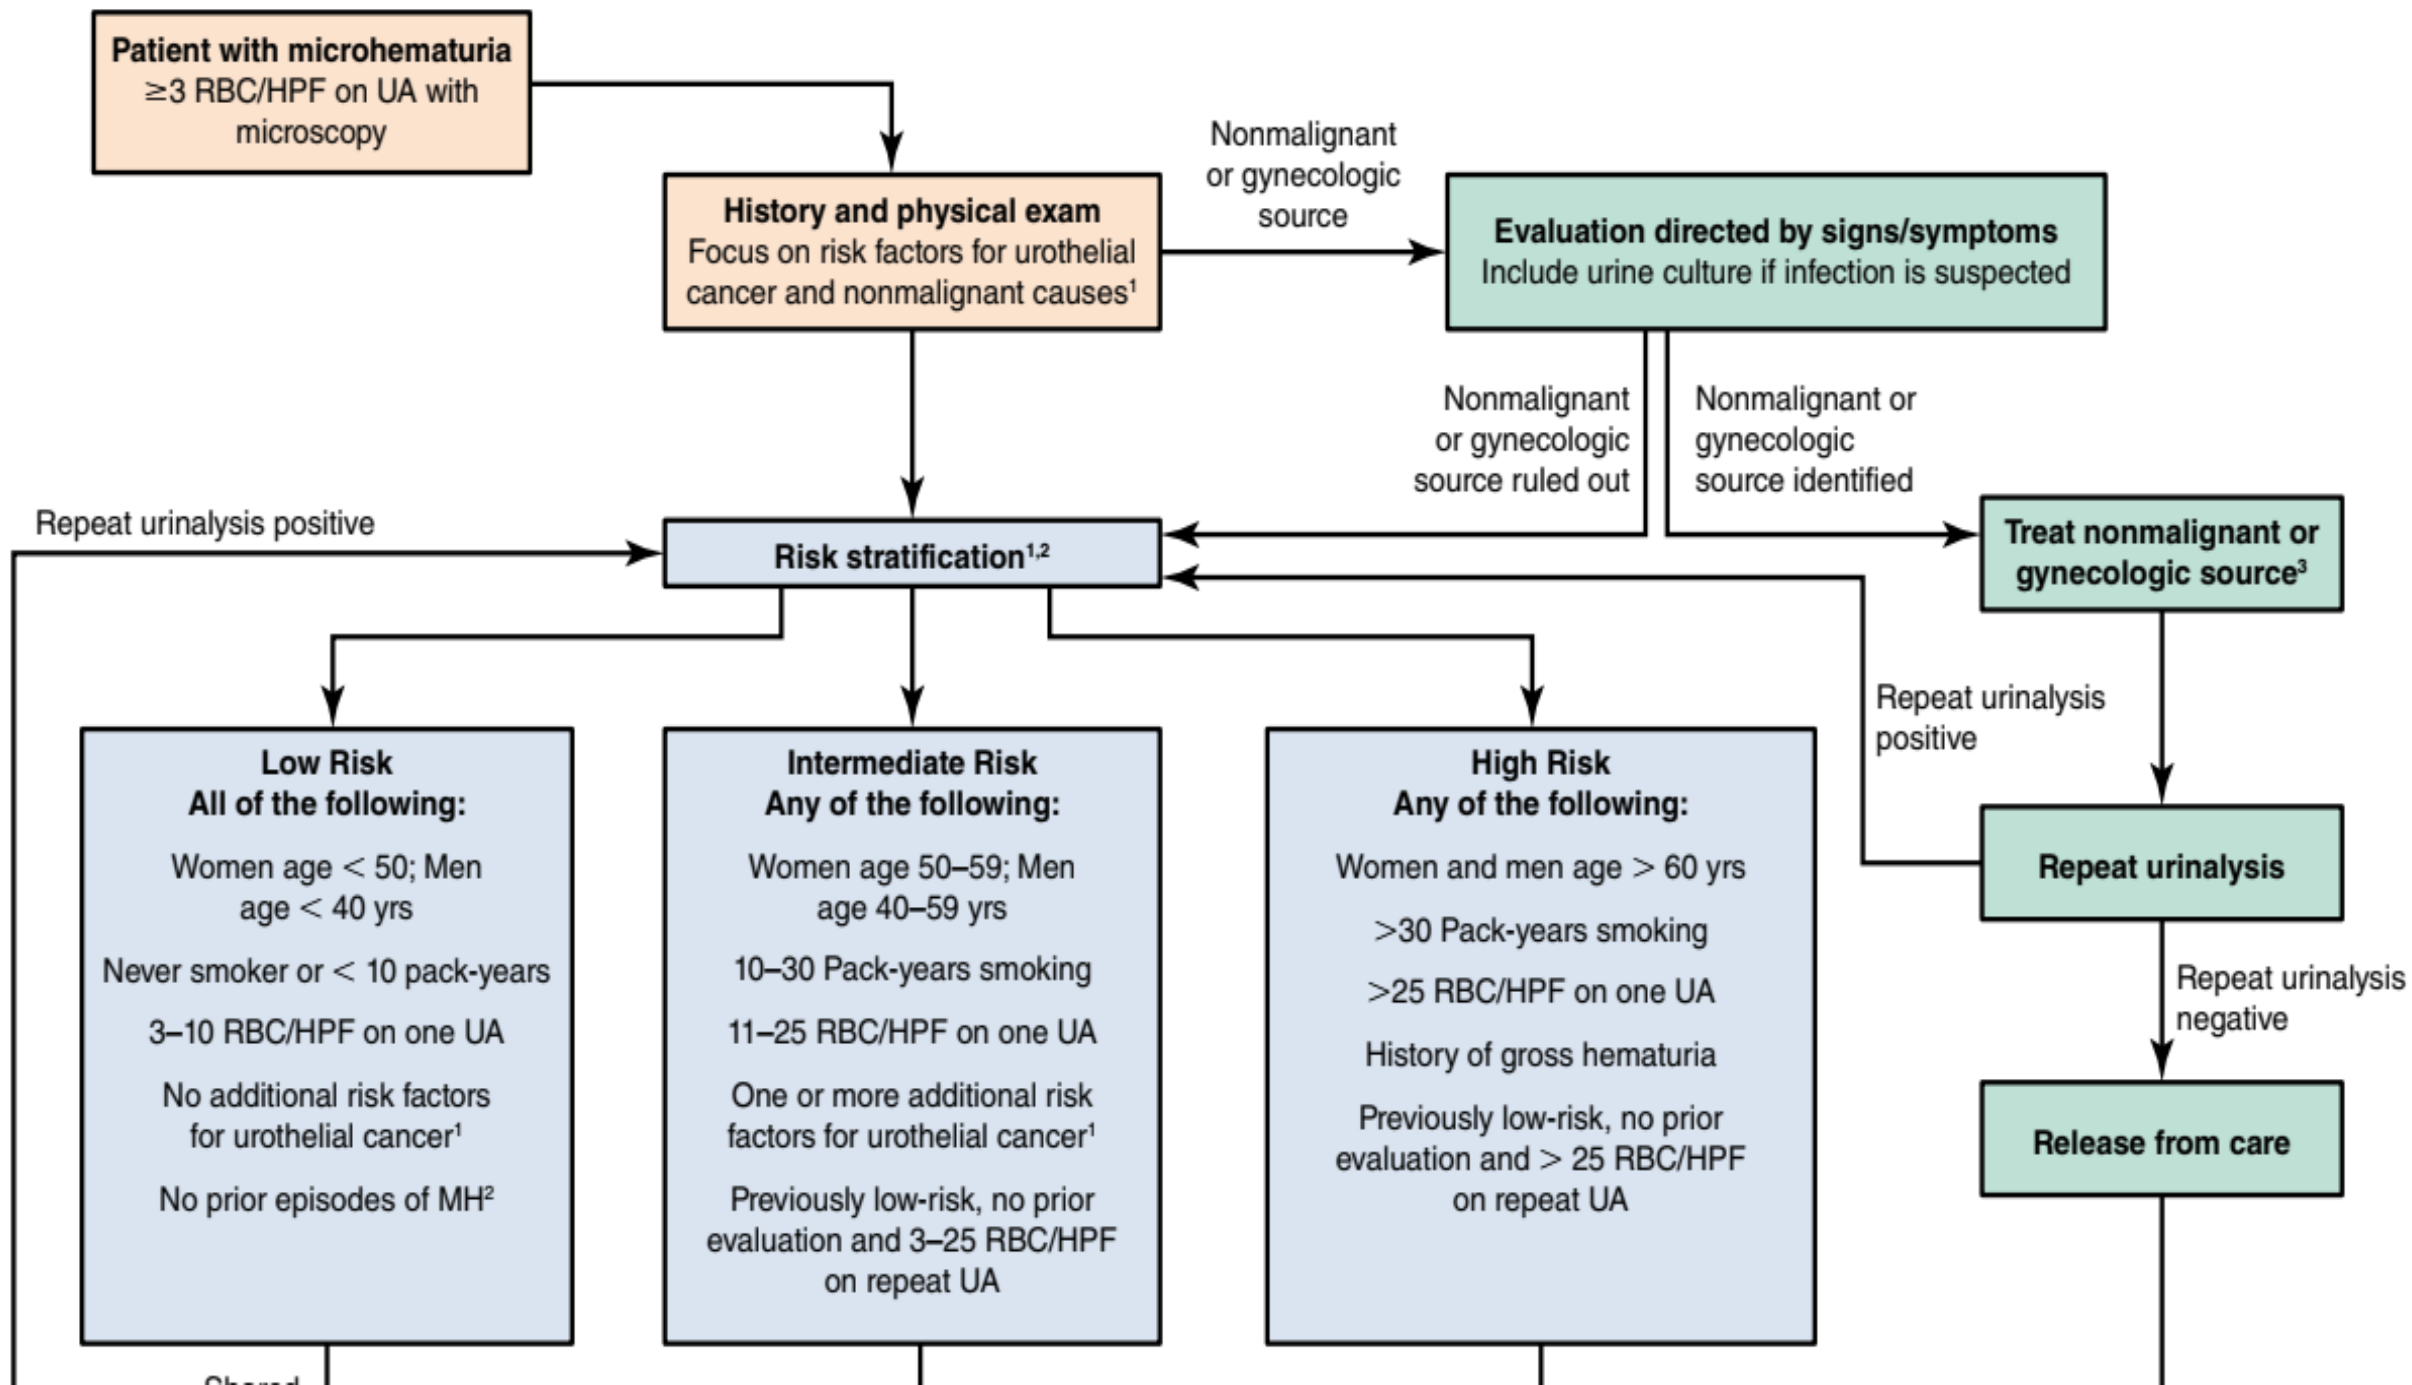 Patient with microhematuria
≥3 RBC/HPF on UA with
microscopy
History and physical exam
Focus on risk factors for urothelial
cancer and nonmalignant causes¹
Nonmalignant
or gynecologic
source
Evaluation directed by signs/symptoms
Include urine culture if infection is suspected
Nonmalignant
or gynecologic
source ruled out
Nonmalignant or
gynecologic
source identified
Repeat urinalysis positive
Risk stratification¹,²
Treat nonmalignant or
gynecologic source³
Repeat urinalysis
positive
Low Risk
All of the following:
Women age < 50; Men
age < 40 yrs
Never smoker or < 10 pack-years
3–10 RBC/HPF on one UA
No additional risk factors
for urothelial cancer¹
No prior episodes of MH²
Intermediate Risk
Any of the following:
Women age 50–59; Men
age 40–59 yrs
10–30 Pack-years smoking
11–25 RBC/HPF on one UA
One or more additional risk
factors for urothelial cancer¹
Previously low-risk, no prior
evaluation and 3–25 RBC/HPF
on repeat UA
High Risk
Any of the following:
Women and men age > 60 yrs
>30 Pack-years smoking
>25 RBC/HPF on one UA
History of gross hematuria
Previously low-risk, no prior
evaluation and > 25 RBC/HPF
on repeat UA
Repeat urinalysis
Repeat urinalysis
negative
Release from care
Shared